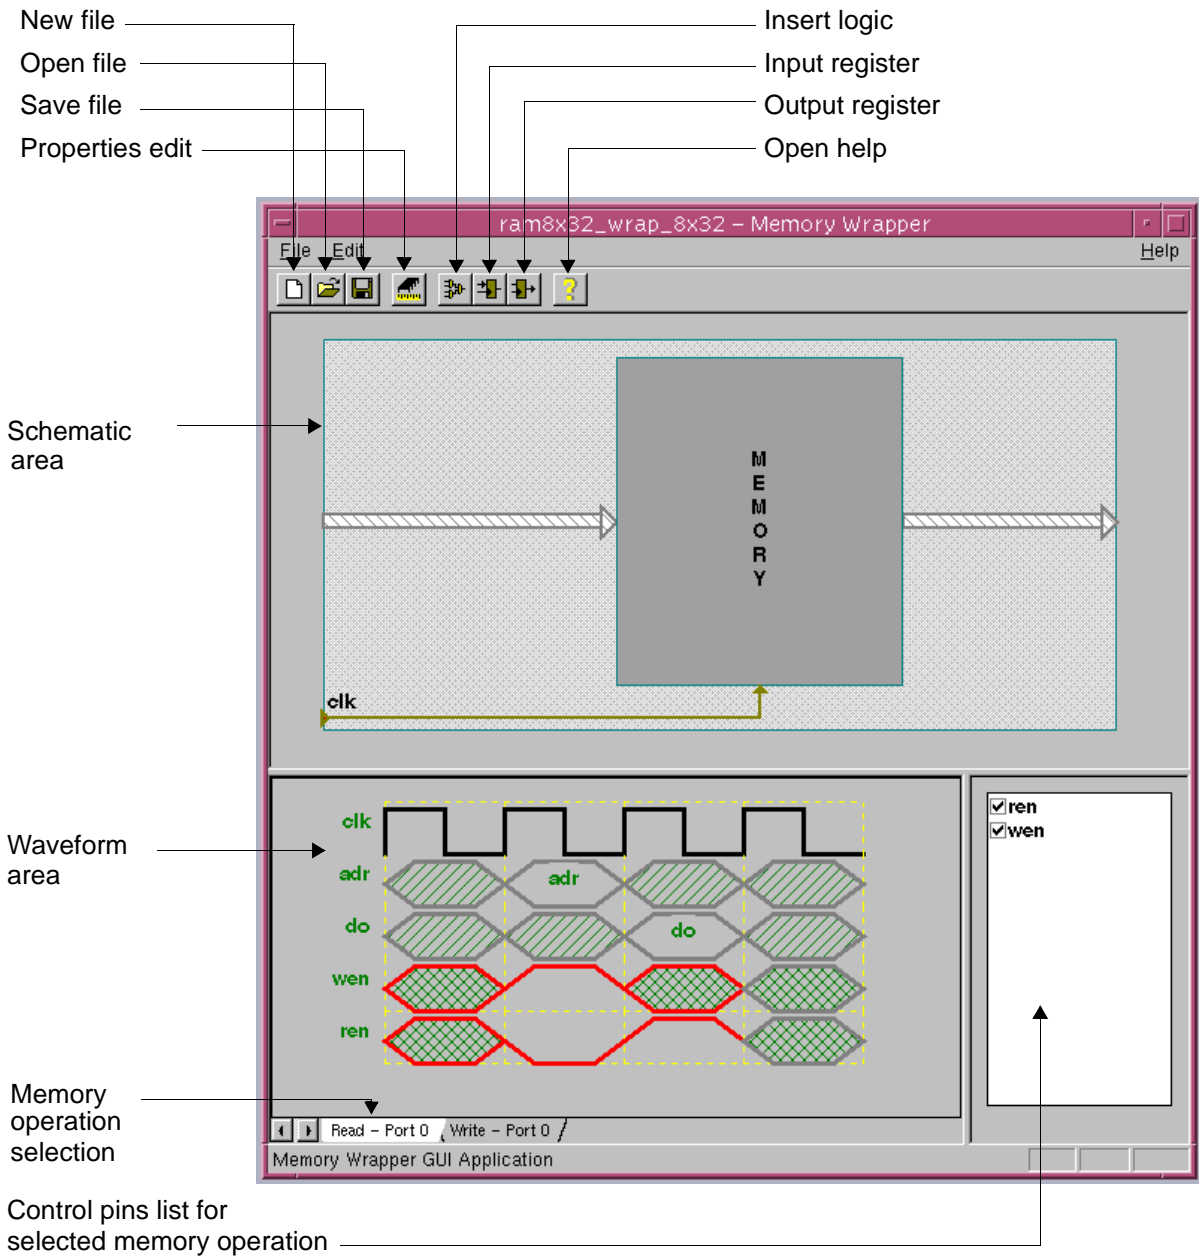 New file
Open file
Save file
Properties edit
Insert logic
Input register
Output register
Open help
ram8x32_wrap_8x32 – Memory Wrapper
File Edit Help
?
Schematic
area
M
E
M
O
R
Y
clk
Waveform
area
clk
adr
adr
do
do
wen
ren
ren
wen
Memory
operation
selection
Read – Port 0 Write – Port 0
Memory Wrapper GUI Application
Control pins list for
selected memory operation